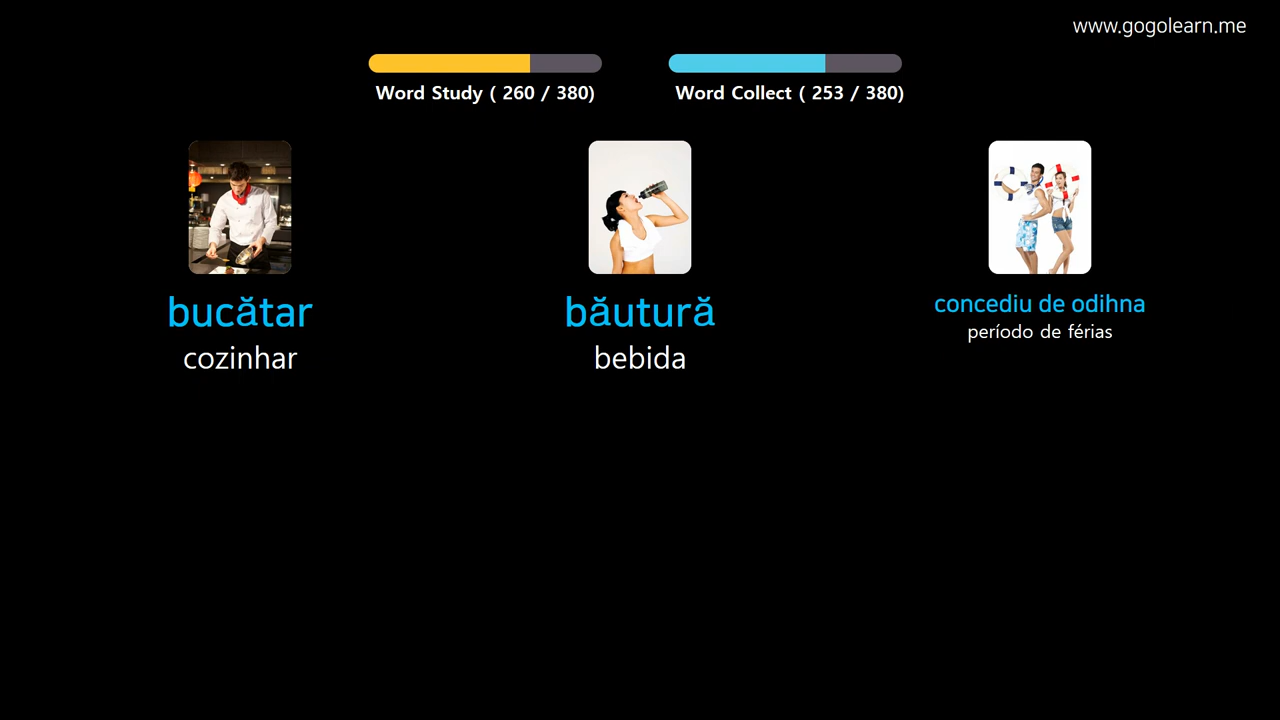 www.gogolearn.me
Word Study ( 260 / 380)
Word Collect ( 253 / 380)
bucătar
cozinhar
băutură
bebida
concediu de odihna
período de férias